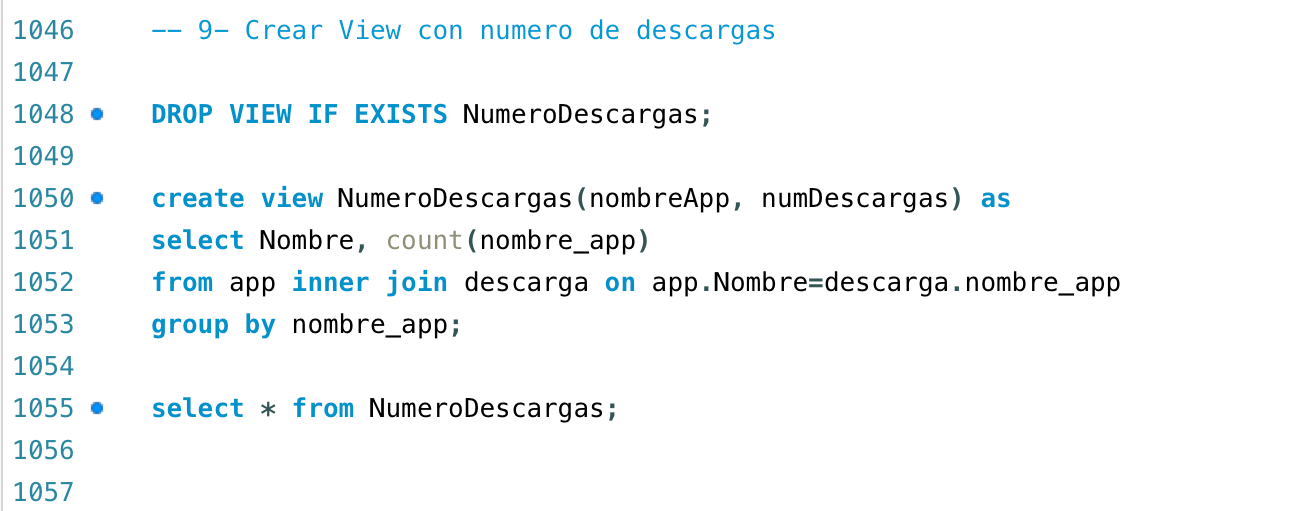 1046 -- 9- Crear View con numero de descargas
1047
1048 DROP VIEW IF EXISTS NumeroDescargas;
1049
1050 create view NumeroDescargas(nombreApp, numDescargas) as
1051 select Nombre, count(nombre_app)
1052 from app inner join descarga on app.Nombre=descarga.nombre_app
1053 group by nombre_app;
1054
1055 select * from NumeroDescargas;
1056
1057